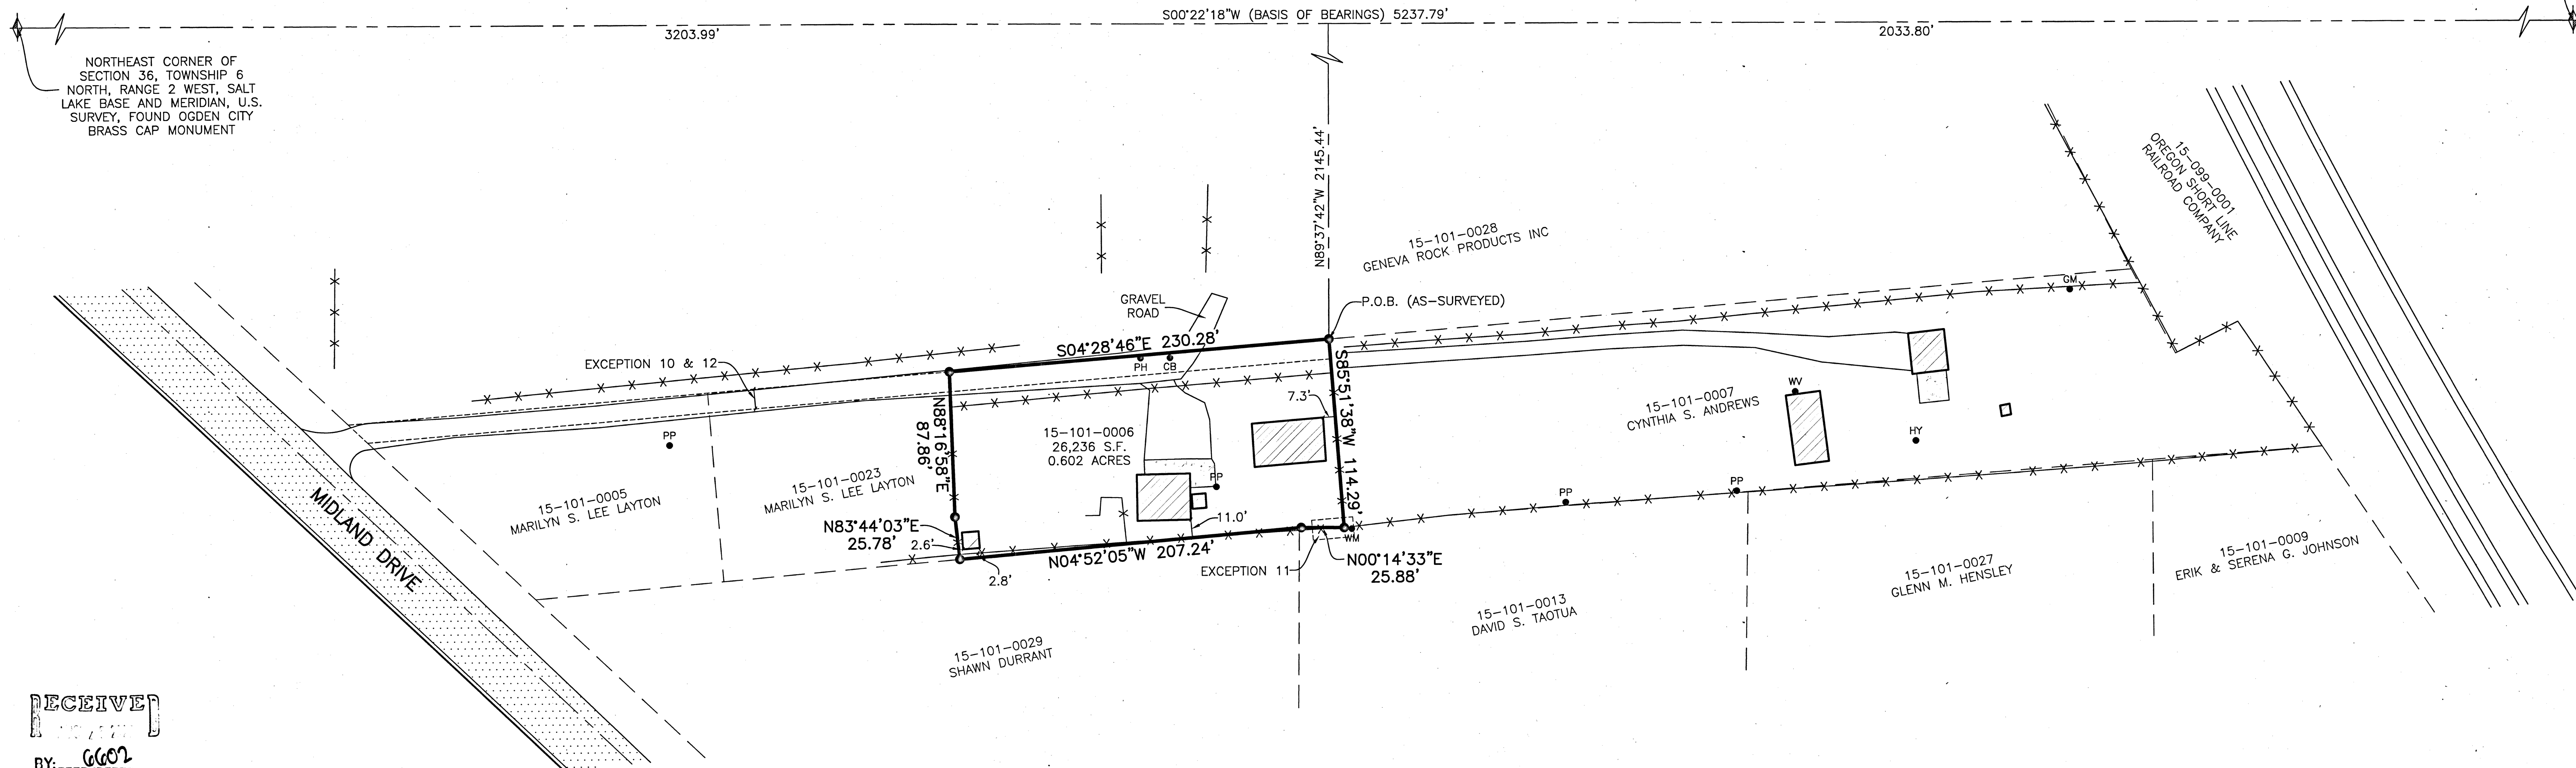 S00°22'18"W (BASIS OF BEARINGS) 5237.79'
3203.99'
2033.80'
NORTHEAST CORNER OF
SECTION 36, TOWNSHIP 6
NORTH, RANGE 2 WEST, SALT
LAKE BASE AND MERIDIAN, U.S.
SURVEY, FOUND OGDEN CITY
BRASS CAP MONUMENT
N89°37'42"W 2145.44'
15-099-0001
OREGON SHORT LINE
RAILROAD COMPANY
15-101-0028
GENEVA ROCK PRODUCTS INC
GM
GRAVEL
ROAD
P.O.B. (AS-SURVEYED)
S04°28'46"E 230.28'
EXCEPTION 10 & 12
PH
CB
S85°51'38"W 114.29'
7.3'
WV
15-101-0007
CYNTHIA S. ANDREWS
HY
PP
N88°16'58"E
87.86'
15-101-0006
26,236 S.F.
0.602 ACRES
PP
15-101-0005
MARILYN S. LEE LAYTON
15-101-0023
MARILYN S. LEE LAYTON
PP
PP
MIDLAND DRIVE
N83°44'03"E
25.78'
2.6'
11.0'
WM
N04°52'05"W 207.24'
2.8'
EXCEPTION 11
N00°14'33"E
25.88'
15-101-0013
DAVID S. TAOTUA
15-101-0027
GLENN M. HENSLEY
15-101-0009
ERIK & SERENA G. JOHNSON
15-101-0029
SHAWN DURRANT
RECEIVED
BY: 6602